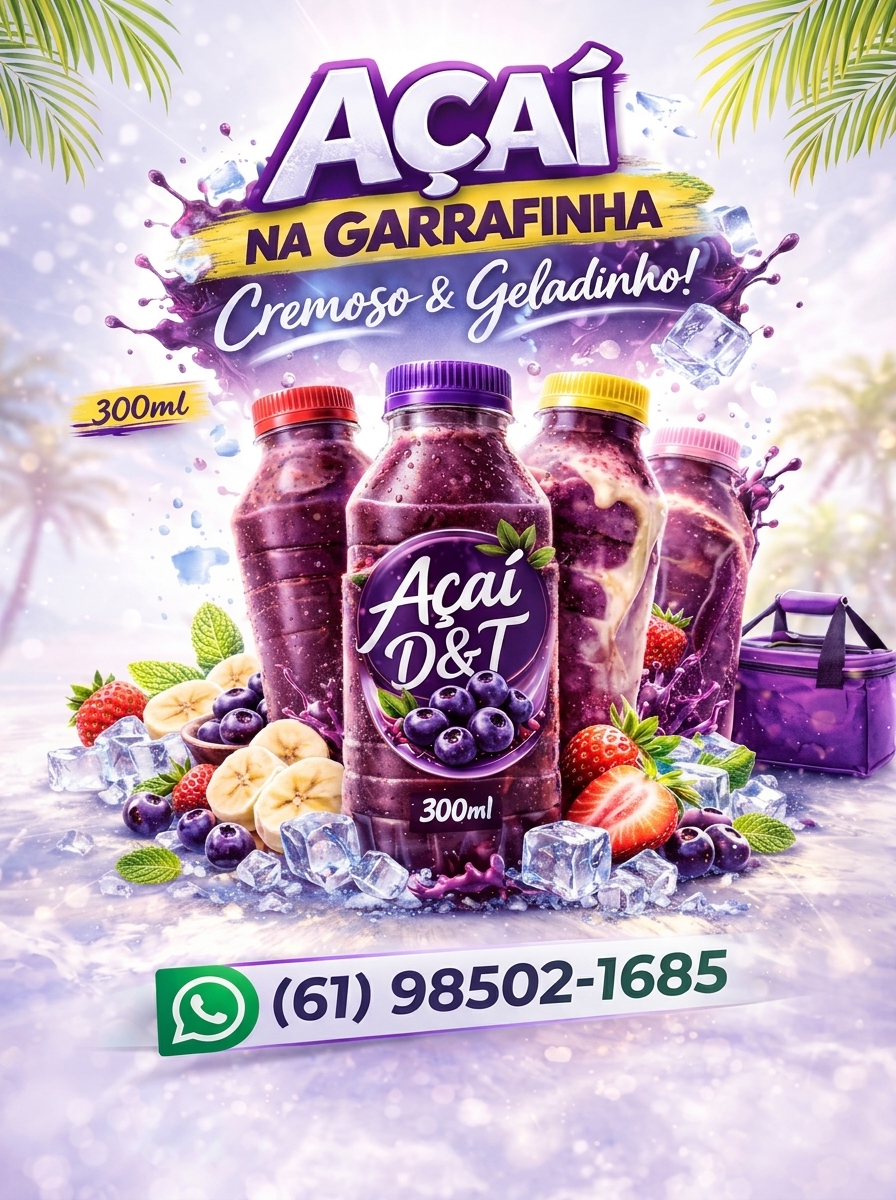 AÇAÍ
NA GARRAFINHA
Cremoso & Geladinho!
300ml
Açaí
D&T
300ml
(61) 98502-1685